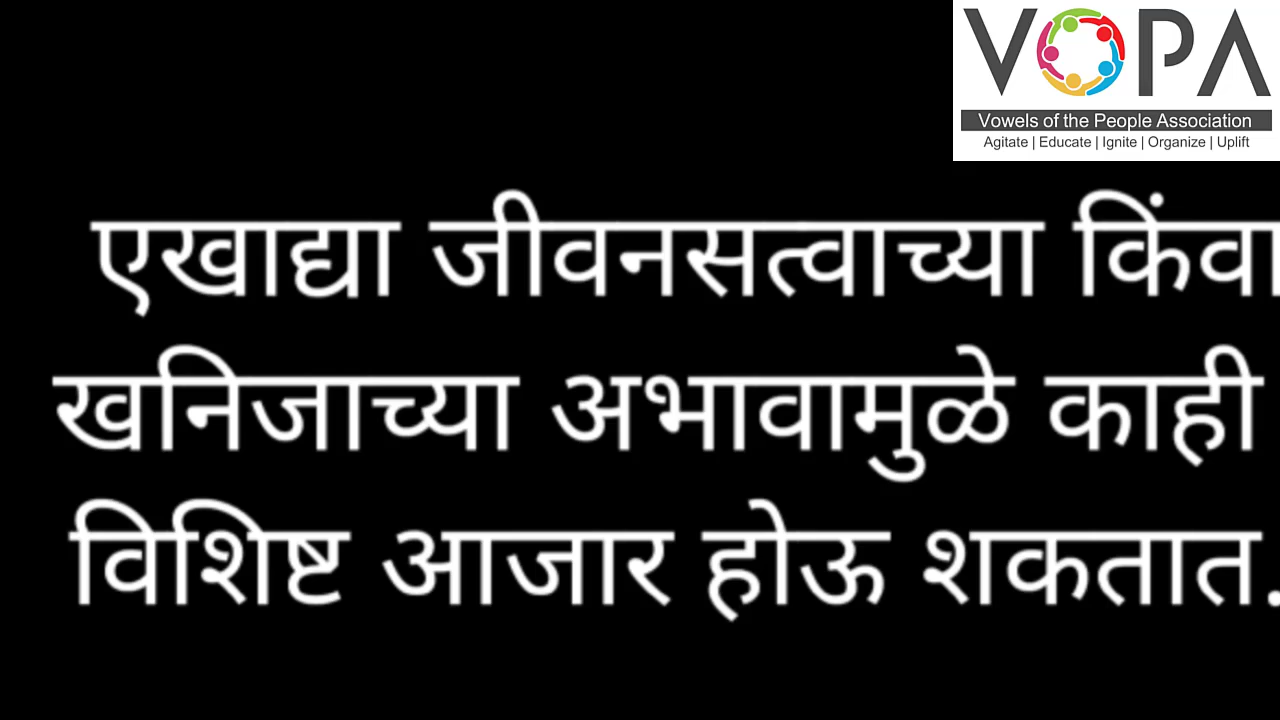 VOPA
Vowels of the People Association
Agitate | Educate | Ignite | Organize | Uplift
एखाद्या जीवनसत्वाच्या किंवा
खनिजाच्या अभावामुळे काही
विशिष्ट आजार होऊ शकतात.